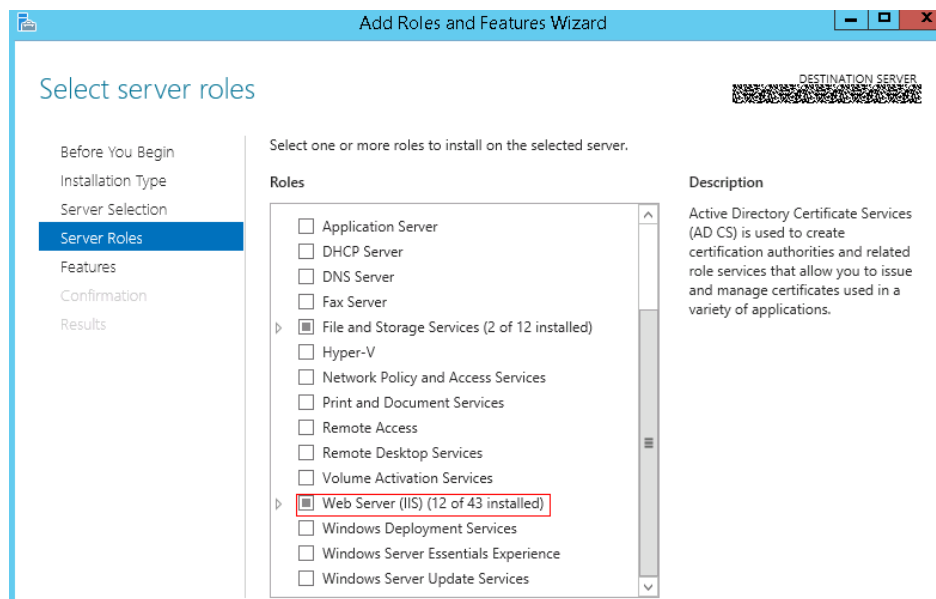 Add Roles and Features Wizard
Select server roles
DESTINATION SERVER
Before You Begin
Installation Type
Server Selection
Server Roles
Features
Confirmation
Results
Select one or more roles to install on the selected server.
Roles
Application Server
DHCP Server
DNS Server
Fax Server
File and Storage Services (2 of 12 installed)
Hyper-V
Network Policy and Access Services
Print and Document Services
Remote Access
Remote Desktop Services
Volume Activation Services
Web Server (IIS) (12 of 43 installed)
Windows Deployment Services
Windows Server Essentials Experience
Windows Server Update Services
Description
Active Directory Certificate Services
(AD CS) is used to create
certification authorities and related
role services that allow you to issue
and manage certificates used in a
variety of applications.